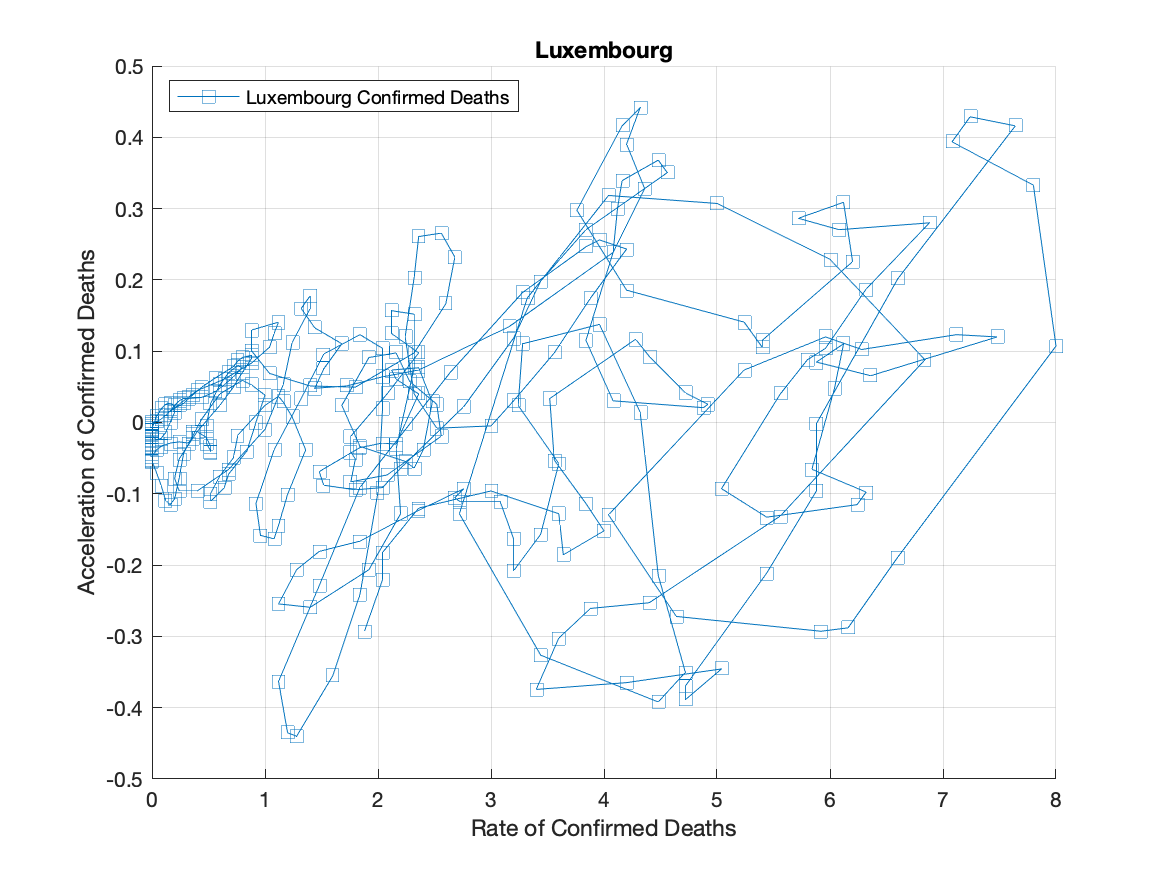 Luxembourg
Luxembourg Confirmed Deaths
0.5
0.4
0.3
0.2
0.1
0
-0.1
-0.2
-0.3
-0.4
-0.5
Acceleration of Confirmed Deaths
0 1 2 3 4 5 6 7 8
Rate of Confirmed Deaths